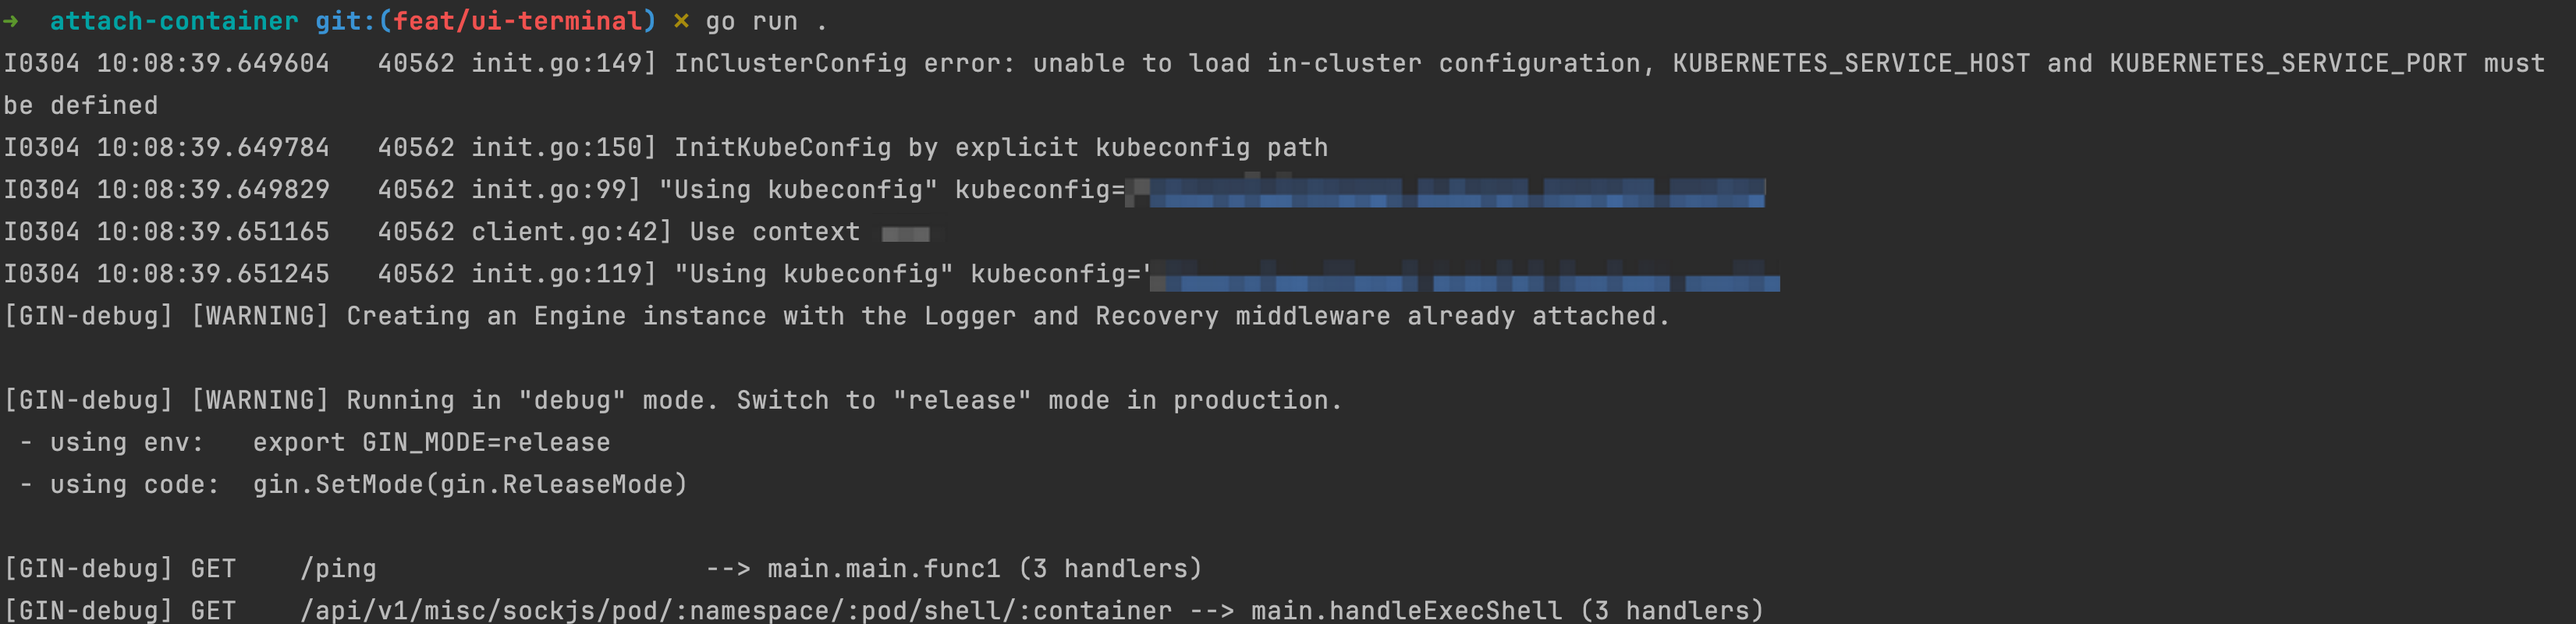 →  attach-container git:(feat/ui-terminal) ✗ go run .
I0304 10:08:39.649604   40562 init.go:149] InClusterConfig error: unable to load in-cluster configuration, KUBERNETES_SERVICE_HOST and KUBERNETES_SERVICE_PORT must
be defined
I0304 10:08:39.649784   40562 init.go:150] InitKubeConfig by explicit kubeconfig path
I0304 10:08:39.649829   40562 init.go:99] "Using kubeconfig" kubeconfig=
I0304 10:08:39.651165   40562 client.go:42] Use context
I0304 10:08:39.651245   40562 init.go:119] "Using kubeconfig" kubeconfig="
[GIN-debug] [WARNING] Creating an Engine instance with the Logger and Recovery middleware already attached.
[GIN-debug] [WARNING] Running in "debug" mode. Switch to "release" mode in production.
 - using env:   export GIN_MODE=release
 - using code:  gin.SetMode(gin.ReleaseMode)
[GIN-debug] GET    /ping                     --> main.main.func1 (3 handlers)
[GIN-debug] GET    /api/v1/misc/sockjs/pod/:namespace/:pod/shell/:container --> main.handleExecShell (3 handlers)